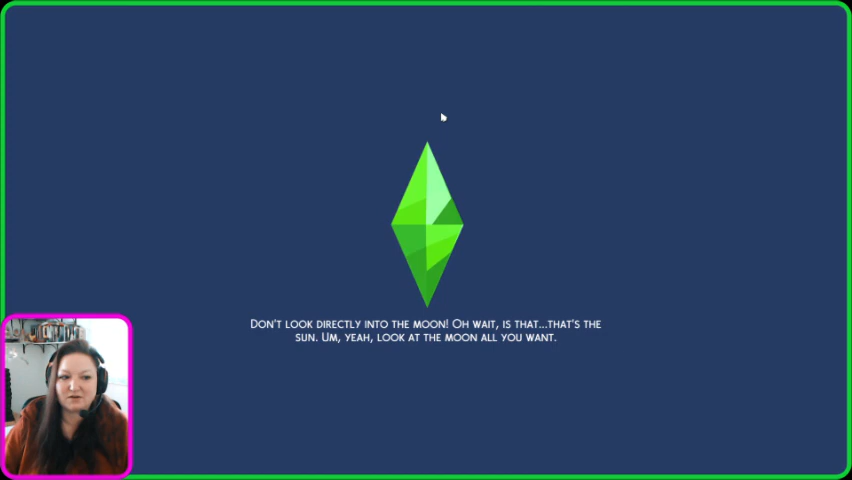 Don't look directly into the moon! Oh wait, is that...that's the
sun. Um, yeah, look at the moon all you want.